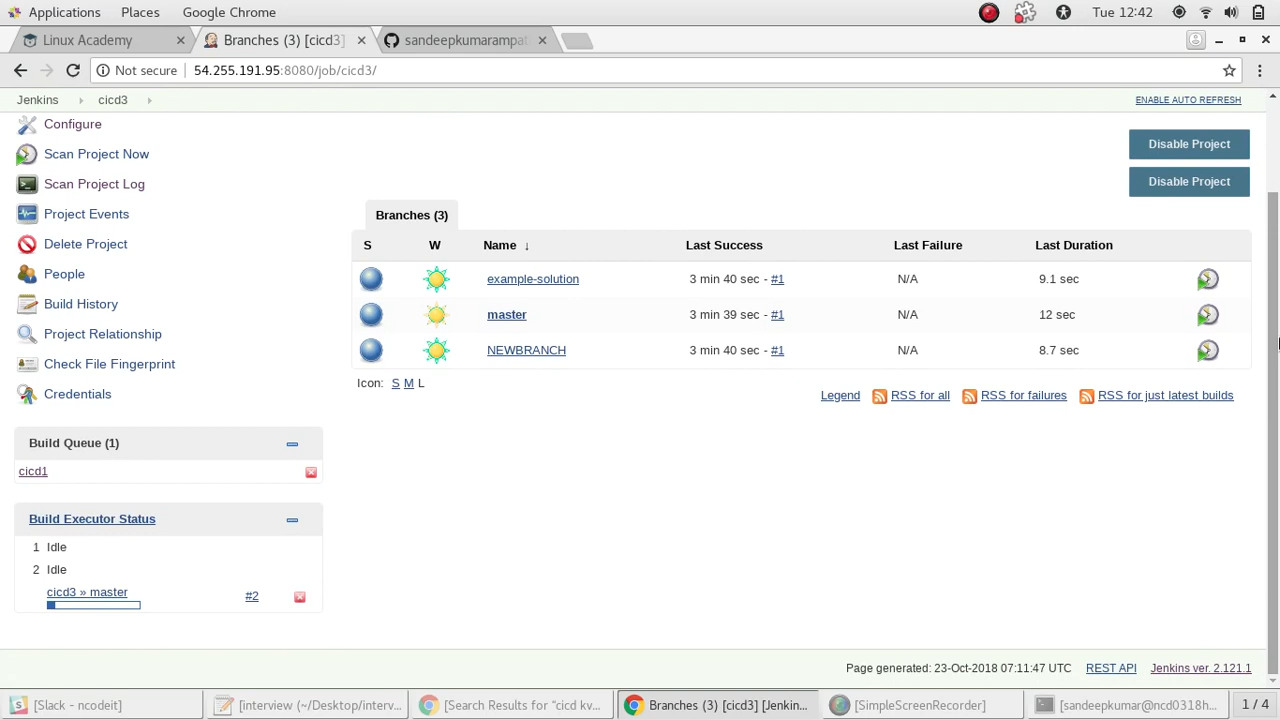 Applications Places Google Chrome Tue 12:42
Linux Academy Branches (3) [cicd3] sandeepkumarampat
Not secure 54.255.191.95:8080/job/cicd3/
Jenkins cicd3 ENABLE AUTO REFRESH
Configure
Scan Project Now
Scan Project Log
Project Events
Delete Project
People
Build History
Project Relationship
Check File Fingerprint
Credentials
Build Queue (1)
cicd1
Build Executor Status
1 Idle
2 Idle
cicd3 » master #2
Disable Project
Disable Project
Branches (3)
S W Name ↓ Last Success Last Failure Last Duration
example-solution 3 min 40 sec - #1 N/A 9.1 sec
master 3 min 39 sec - #1 N/A 12 sec
NEWBRANCH 3 min 40 sec - #1 N/A 8.7 sec
Icon: S M L
Legend RSS for all RSS for failures RSS for just latest builds
Page generated: 23-Oct-2018 07:11:47 UTC REST API Jenkins ver. 2.121.1
[Slack - ncodeit] [interview (~/Desktop/interv... [Search Results for "cicd kv... Branches (3) [cicd3] [Jenkin... [SimpleScreenRecorder] [sandeepkumar@ncd0318h... 1 / 4